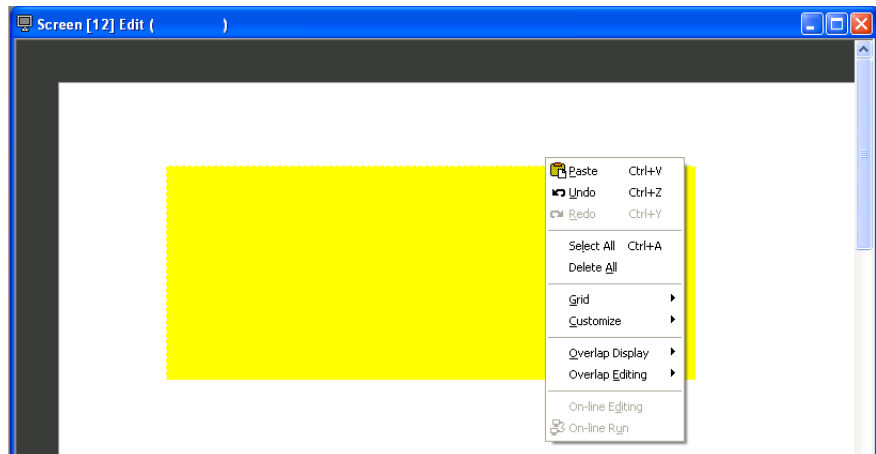 Screen [12] Edit ( )
Paste Ctrl+V
Undo Ctrl+Z
Redo Ctrl+Y
Select All Ctrl+A
Delete All
Grid
Customize
Overlap Display
Overlap Editing
On-line Editing
On-line Run